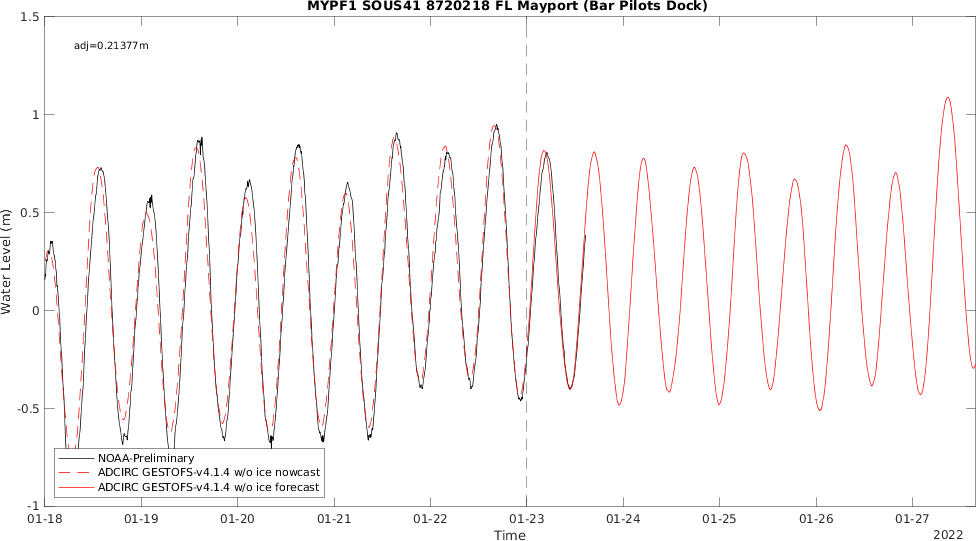 MYPF1 SOUS41 8720218 FL Mayport (Bar Pilots Dock)
1.5
adj=0.21377m
1
0.5
Water Level (m)
0
-0.5
NOAA-Preliminary
ADCIRC GESTOFS-v4.1.4 w/o ice nowcast
ADCIRC GESTOFS-v4.1.4 w/o ice forecast
-1
01-18 01-19 01-20 01-21 01-22 01-23 01-24 01-25 01-26 01-27
Time
2022